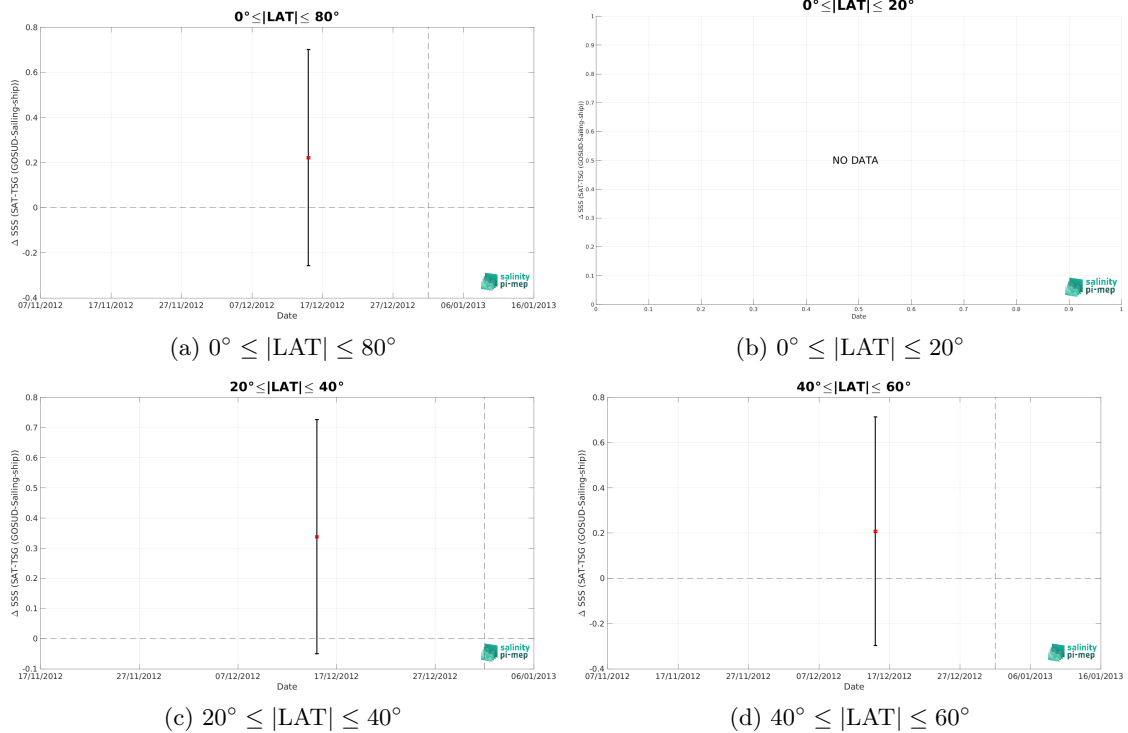 0°≤|LAT|≤ 80°
Δ SSS (SAT-TSG (GOSUD-Sailing-ship))
0.8
0.6
0.4
0.2
0
-0.2
-0.4
07/11/2012 17/11/2012 27/11/2012 07/12/2012 17/12/2012 27/12/2012 06/01/2013 16/01/2013
Date
salinity
pi-mep
(a) 0° ≤ |LAT| ≤ 80°
0°≤|LAT|≤ 20°
Δ SSS (SAT-TSG (GOSUD-Sailing-ship))
1
0.9
0.8
0.7
0.6
0.5
0.4
0.3
0.2
0.1
0
NO DATA
0 0.1 0.2 0.3 0.4 0.5 0.6 0.7 0.8 0.9 1
Date
salinity
pi-mep
(b) 0° ≤ |LAT| ≤ 20°
20°≤|LAT|≤ 40°
Δ SSS (SAT-TSG (GOSUD-Sailing-ship))
0.8
0.7
0.6
0.5
0.4
0.3
0.2
0.1
0
-0.1
17/11/2012 27/11/2012 07/12/2012 17/12/2012 27/12/2012 06/01/2013
Date
salinity
pi-mep
(c) 20° ≤ |LAT| ≤ 40°
40°≤|LAT|≤ 60°
Δ SSS (SAT-TSG (GOSUD-Sailing-ship))
0.8
0.6
0.4
0.2
0
-0.2
-0.4
07/11/2012 17/11/2012 27/11/2012 07/12/2012 17/12/2012 27/12/2012 06/01/2013 16/01/2013
Date
salinity
pi-mep
(d) 40° ≤ |LAT| ≤ 60°